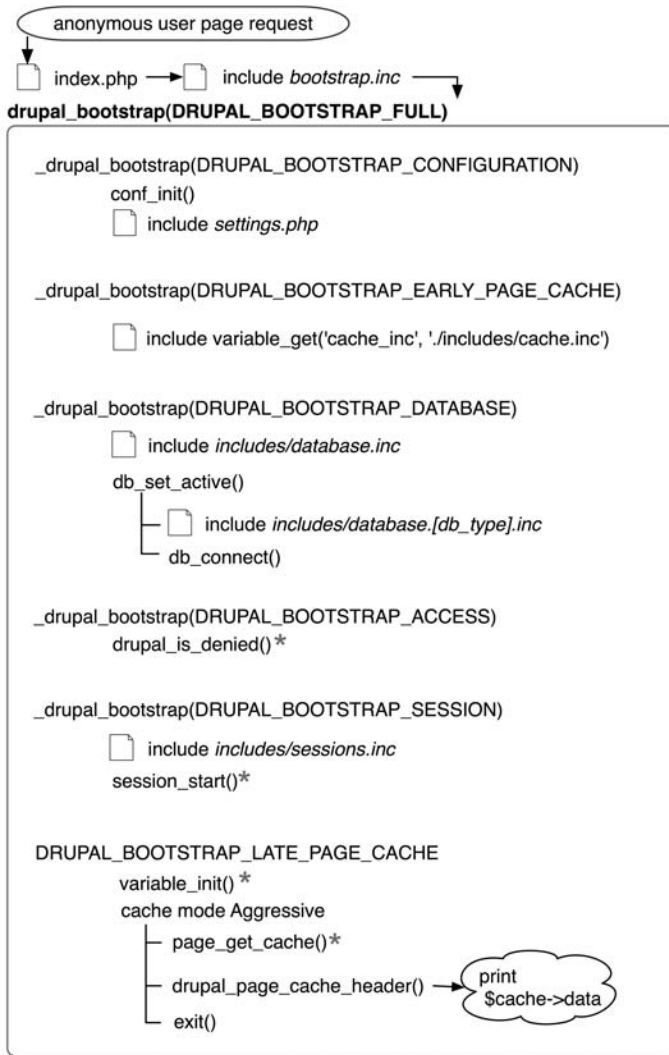 anonymous user page request
index.php include bootstrap.inc
drupal_bootstrap(DRUPAL_BOOTSTRAP_FULL)
_drupal_bootstrap(DRUPAL_BOOTSTRAP_CONFIGURATION)
conf_init()
include settings.php
_drupal_bootstrap(DRUPAL_BOOTSTRAP_EARLY_PAGE_CACHE)
include variable_get('cache_inc', './includes/cache.inc')
_drupal_bootstrap(DRUPAL_BOOTSTRAP_DATABASE)
include includes/database.inc
db_set_active()
include includes/database.[db_type].inc
db_connect()
_drupal_bootstrap(DRUPAL_BOOTSTRAP_ACCESS)
drupal_is_denied()*
_drupal_bootstrap(DRUPAL_BOOTSTRAP_SESSION)
include includes/sessions.inc
session_start()*
DRUPAL_BOOTSTRAP_LATE_PAGE_CACHE
variable_init()*
cache mode Aggressive
page_get_cache()*
drupal_page_cache_header()
print
$cache->data
exit()